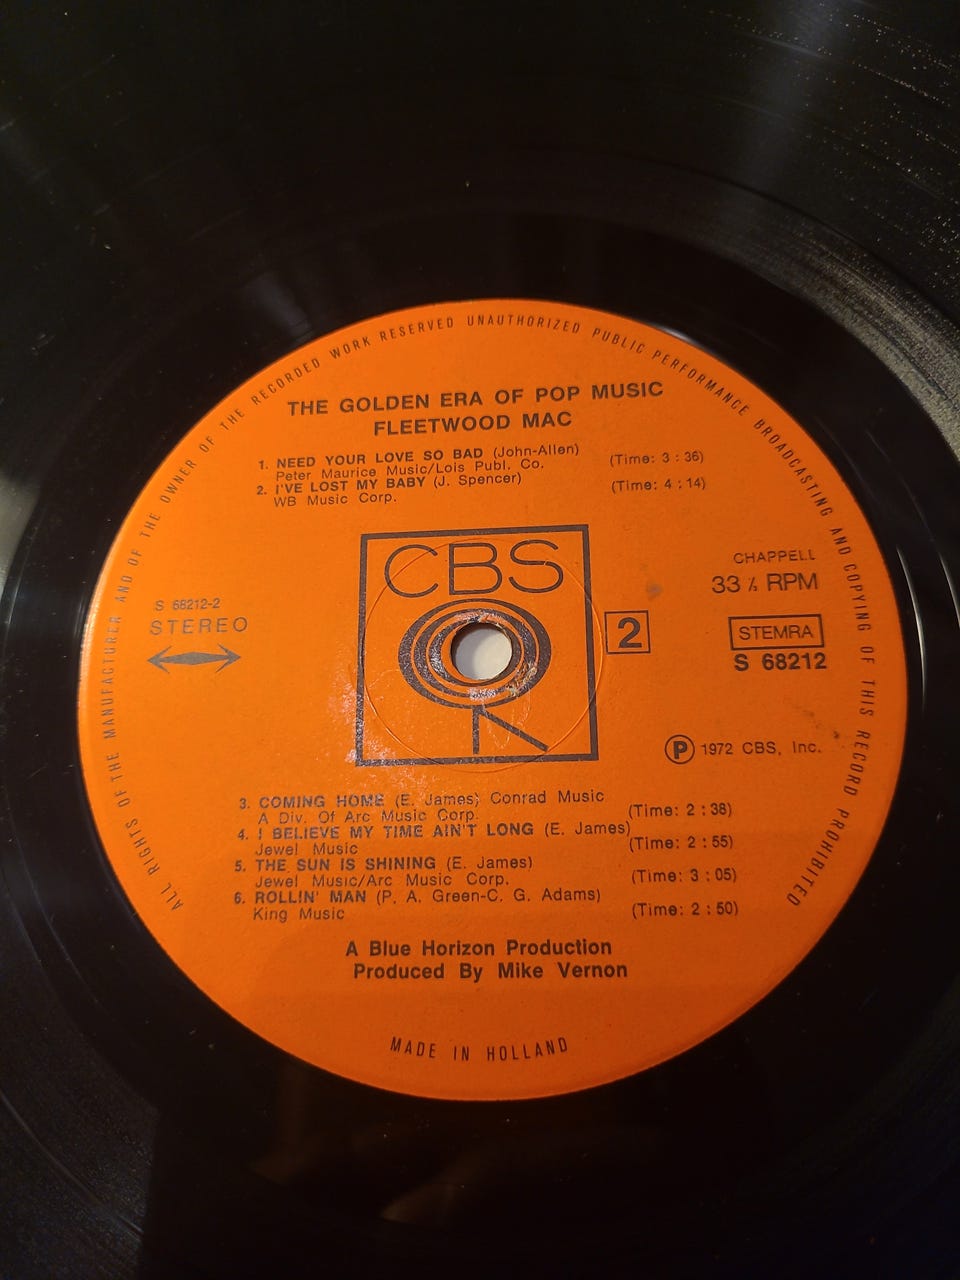 ALL RIGHTS OF THE MANUFACTURER AND OF THE OWNER OF THE RECORDED WORK RESERVED UNAUTHORIZED PUBLIC PERFORMANCE BROADCASTING AND COPYING OF THIS RECORD PROHIBITED
THE GOLDEN ERA OF POP MUSIC
FLEETWOOD MAC
1. NEED YOUR LOVE SO BAD (John-Allen) (Time: 3 : 36)
Peter Maurice Music/Lois Publ. Co.
2. I'VE LOST MY BABY (J. Spencer) (Time: 4 : 14)
WB Music Corp.
CBS
CHAPPELL
33 ⅓ RPM
S 68212-2
STEREO
2
STEMRA
S 68212
Ⓟ 1972 CBS, Inc.
3. COMING HOME (E. James) Conrad Music
A Div. Of Arc Music Corp. (Time: 2 : 38)
4. I BELIEVE MY TIME AIN'T LONG (E. James)
Jewel Music (Time: 2 : 55)
5. THE SUN IS SHINING (E. James)
Jewel Music/Arc Music Corp. (Time: 3 : 05)
6. ROLLIN' MAN (P. A. Green-C. G. Adams)
King Music (Time: 2 : 50)
A Blue Horizon Production
Produced By Mike Vernon
MADE IN HOLLAND